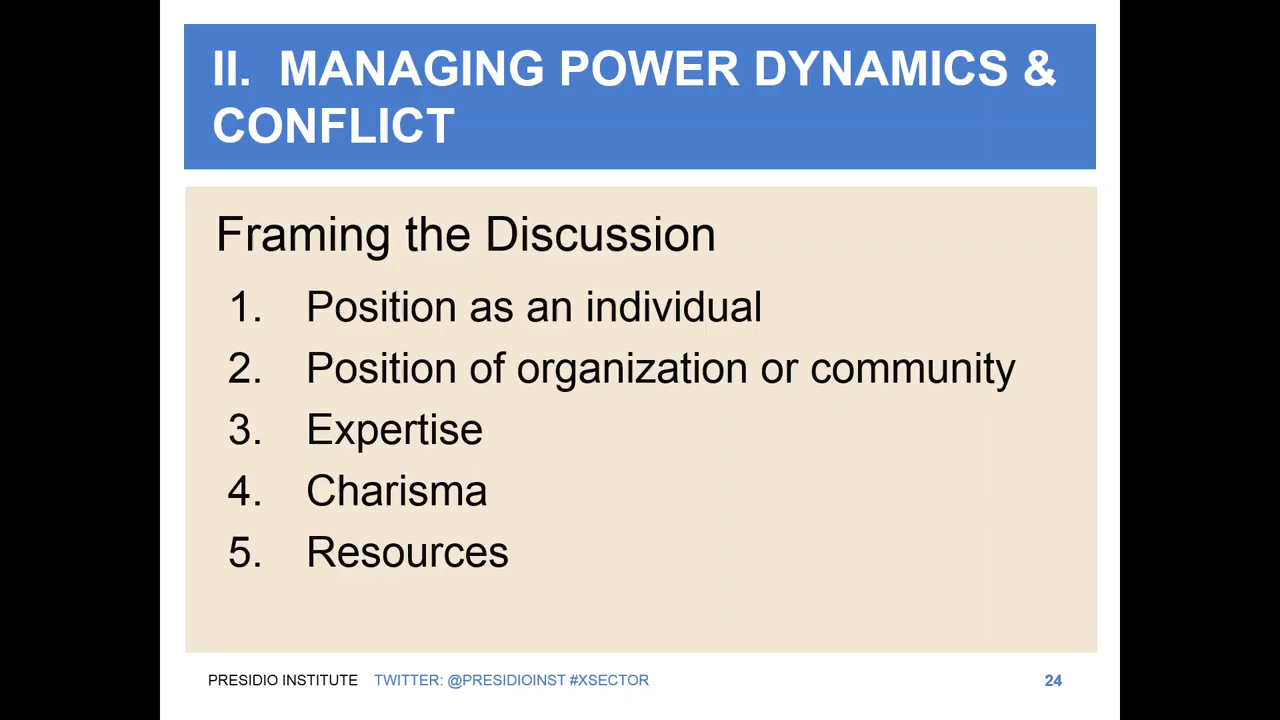 II. MANAGING POWER DYNAMICS &
CONFLICT
Framing the Discussion
1. Position as an individual
2. Position of organization or community
3. Expertise
4. Charisma
5. Resources
PRESIDIO INSTITUTE TWITTER: @PRESIDIOINST #XSECTOR 24